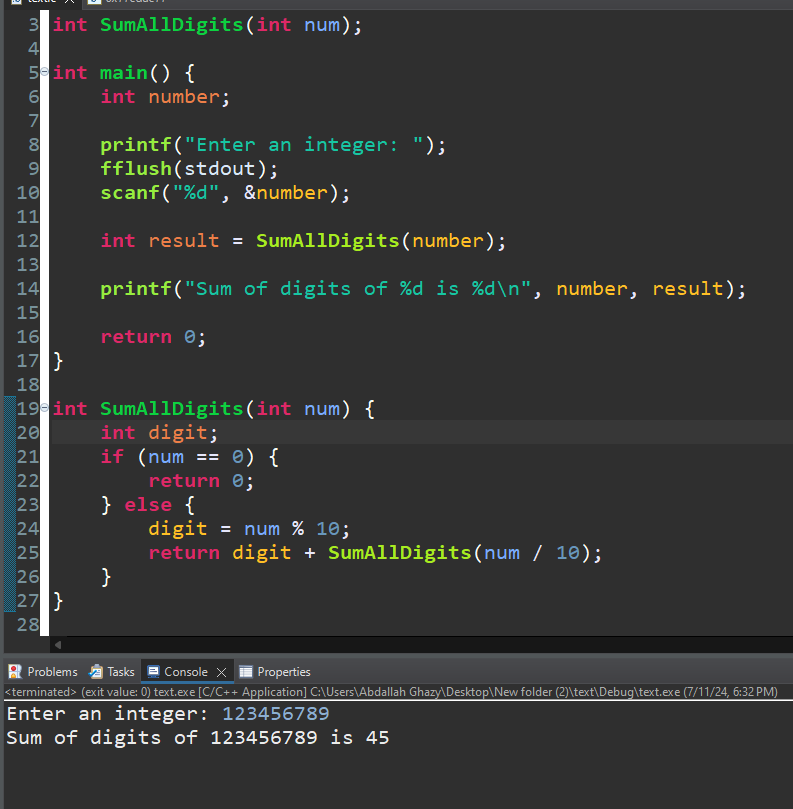 3 int SumAllDigits(int num);
4
5 int main() {
6     int number;
7
8     printf("Enter an integer: ");
9     fflush(stdout);
10     scanf("%d", &number);
11
12     int result = SumAllDigits(number);
13
14     printf("Sum of digits of %d is %d\n", number, result);
15
16     return 0;
17 }
18
19 int SumAllDigits(int num) {
20     int digit;
21     if (num == 0) {
22         return 0;
23     } else {
24         digit = num % 10;
25         return digit + SumAllDigits(num / 10);
26     }
27 }
28
Problems Tasks Console Properties
<terminated> (exit value: 0) text.exe [C/C++ Application] C:\Users\Abdallah Ghazy\Desktop\New folder (2)\text\Debug\text.exe (7/11/24, 6:32 PM)
Enter an integer: 123456789
Sum of digits of 123456789 is 45